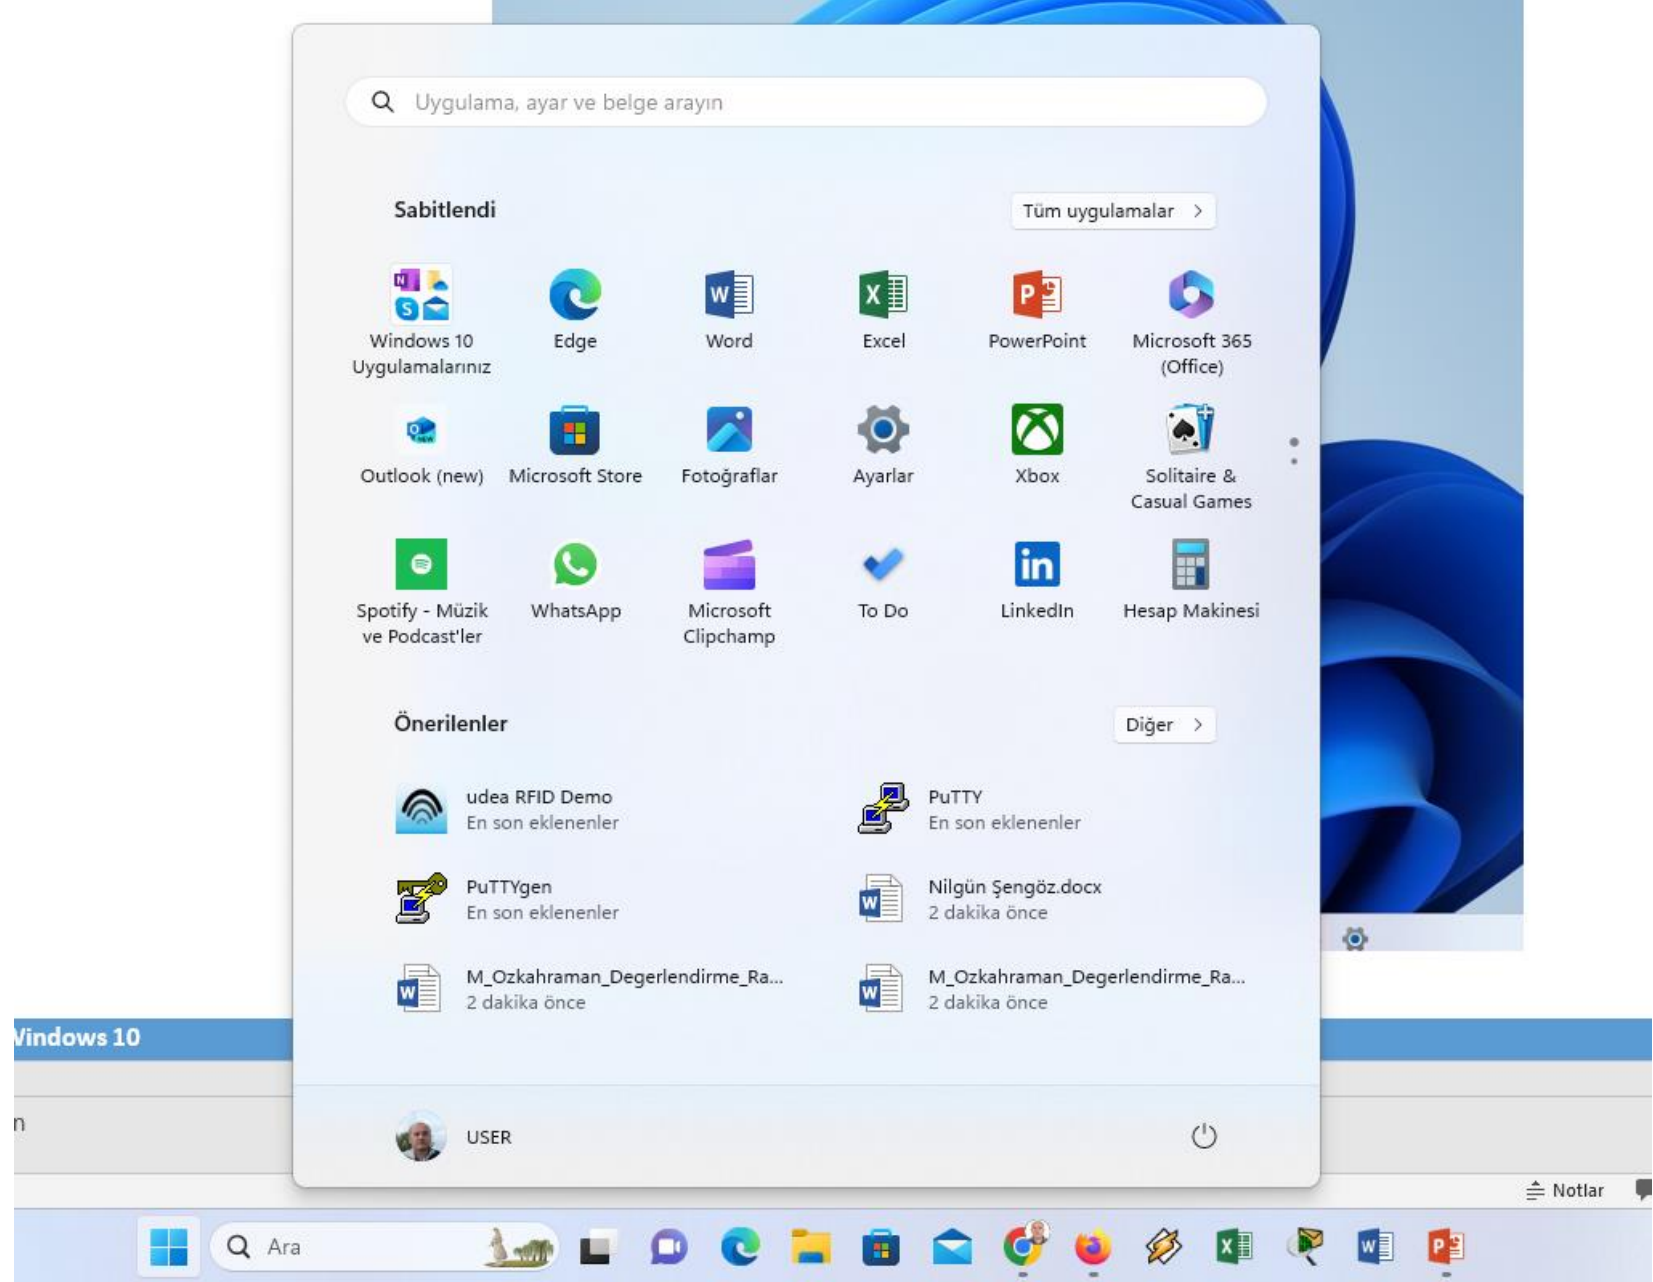 Uygulama, ayar ve belge arayın
Sabitlendi
Tüm uygulamalar
Windows 10
Uygulamalarınız
Edge
Word
Excel
PowerPoint
Microsoft 365
(Office)
Outlook (new)
Microsoft Store
Fotoğraflar
Ayarlar
Xbox
Solitaire &
Casual Games
Spotify - Müzik
ve Podcast'ler
WhatsApp
Microsoft
Clipchamp
To Do
LinkedIn
Hesap Makinesi
Önerilenler
Diğer
udea RFID Demo
En son eklenenler
PuTTY
En son eklenenler
PuTTYgen
En son eklenenler
Nilgün Şengöz.docx
2 dakika önce
M_Ozkahraman_Degerlendirme_Ra...
2 dakika önce
M_Ozkahraman_Degerlendirme_Ra...
2 dakika önce
Windows 10
n
USER
Notlar
Ara